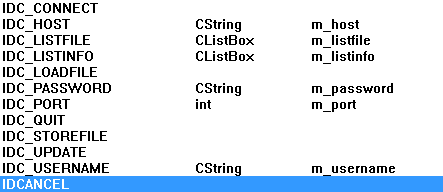 IDC_CONNECT
IDC_HOST CString m_host
IDC_LISTFILE CListBox m_listfile
IDC_LISTINFO CListBox m_listinfo
IDC_LOADFILE
IDC_PASSWORD CString m_password
IDC_PORT int m_port
IDC_QUIT
IDC_STOREFILE
IDC_UPDATE
IDC_USERNAME CString m_username
IDCANCEL